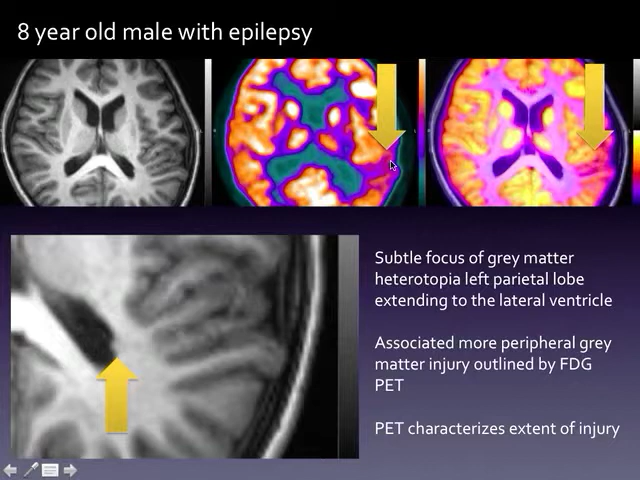 8 year old male with epilepsy
Subtle focus of grey matter
heterotopia left parietal lobe
extending to the lateral ventricle
Associated more peripheral grey
matter injury outlined by FDG
PET
PET characterizes extent of injury